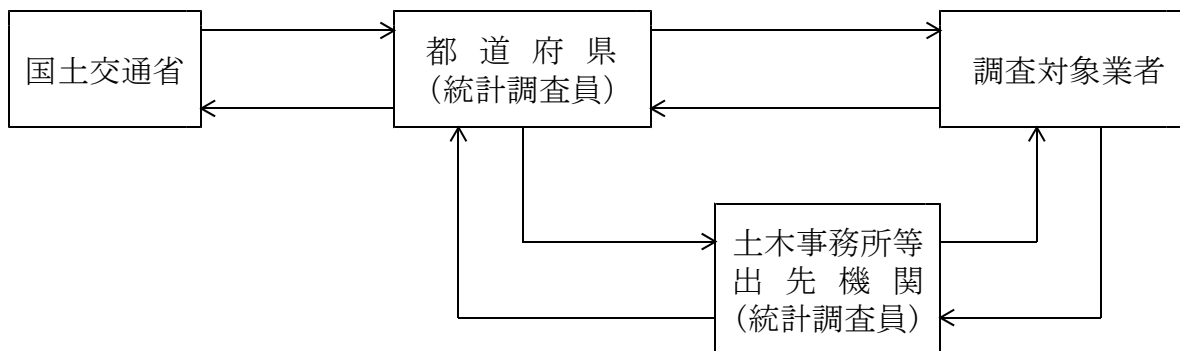 国土交通省
都道府県
（統計調査員）
調査対象業者
土木事務所等
出先機関
（統計調査員）